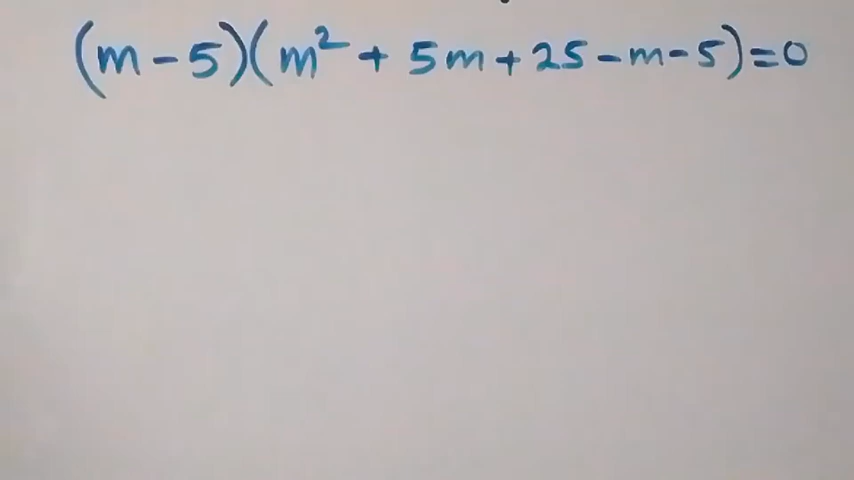 (m - 5)(m² + 5m + 25 - m - 5) = 0